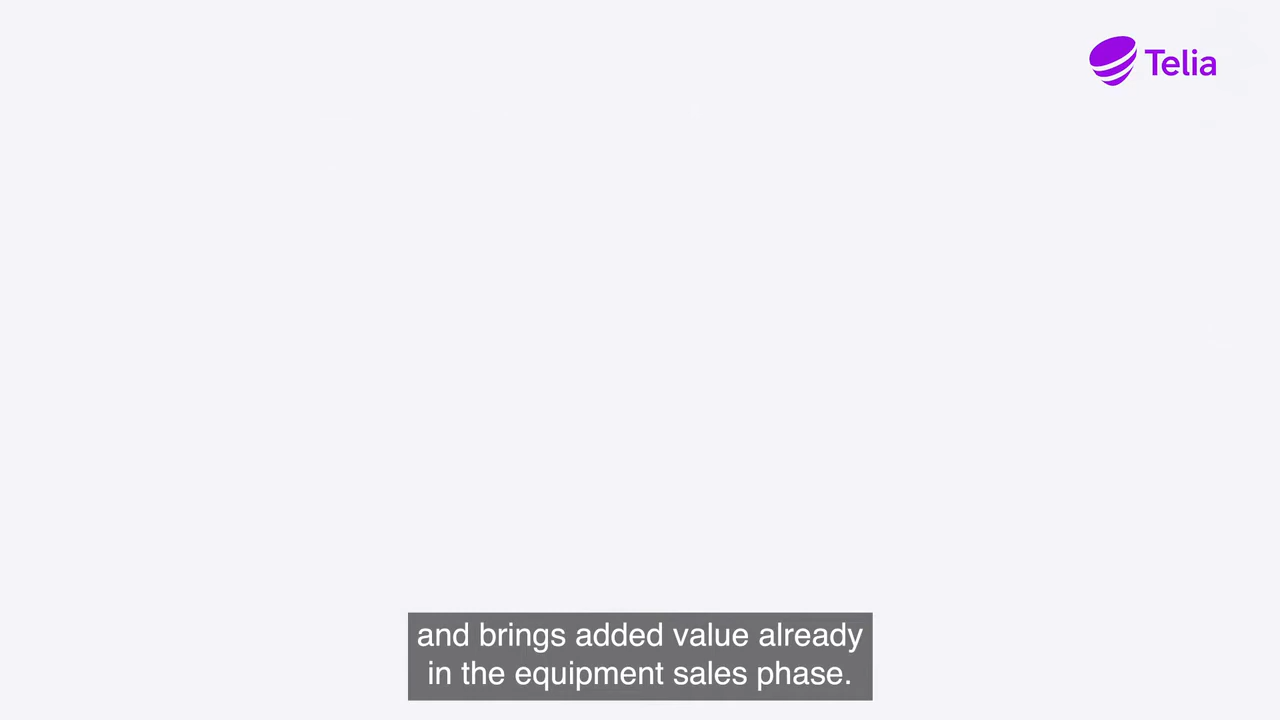 Telia
and brings added value already
in the equipment sales phase.